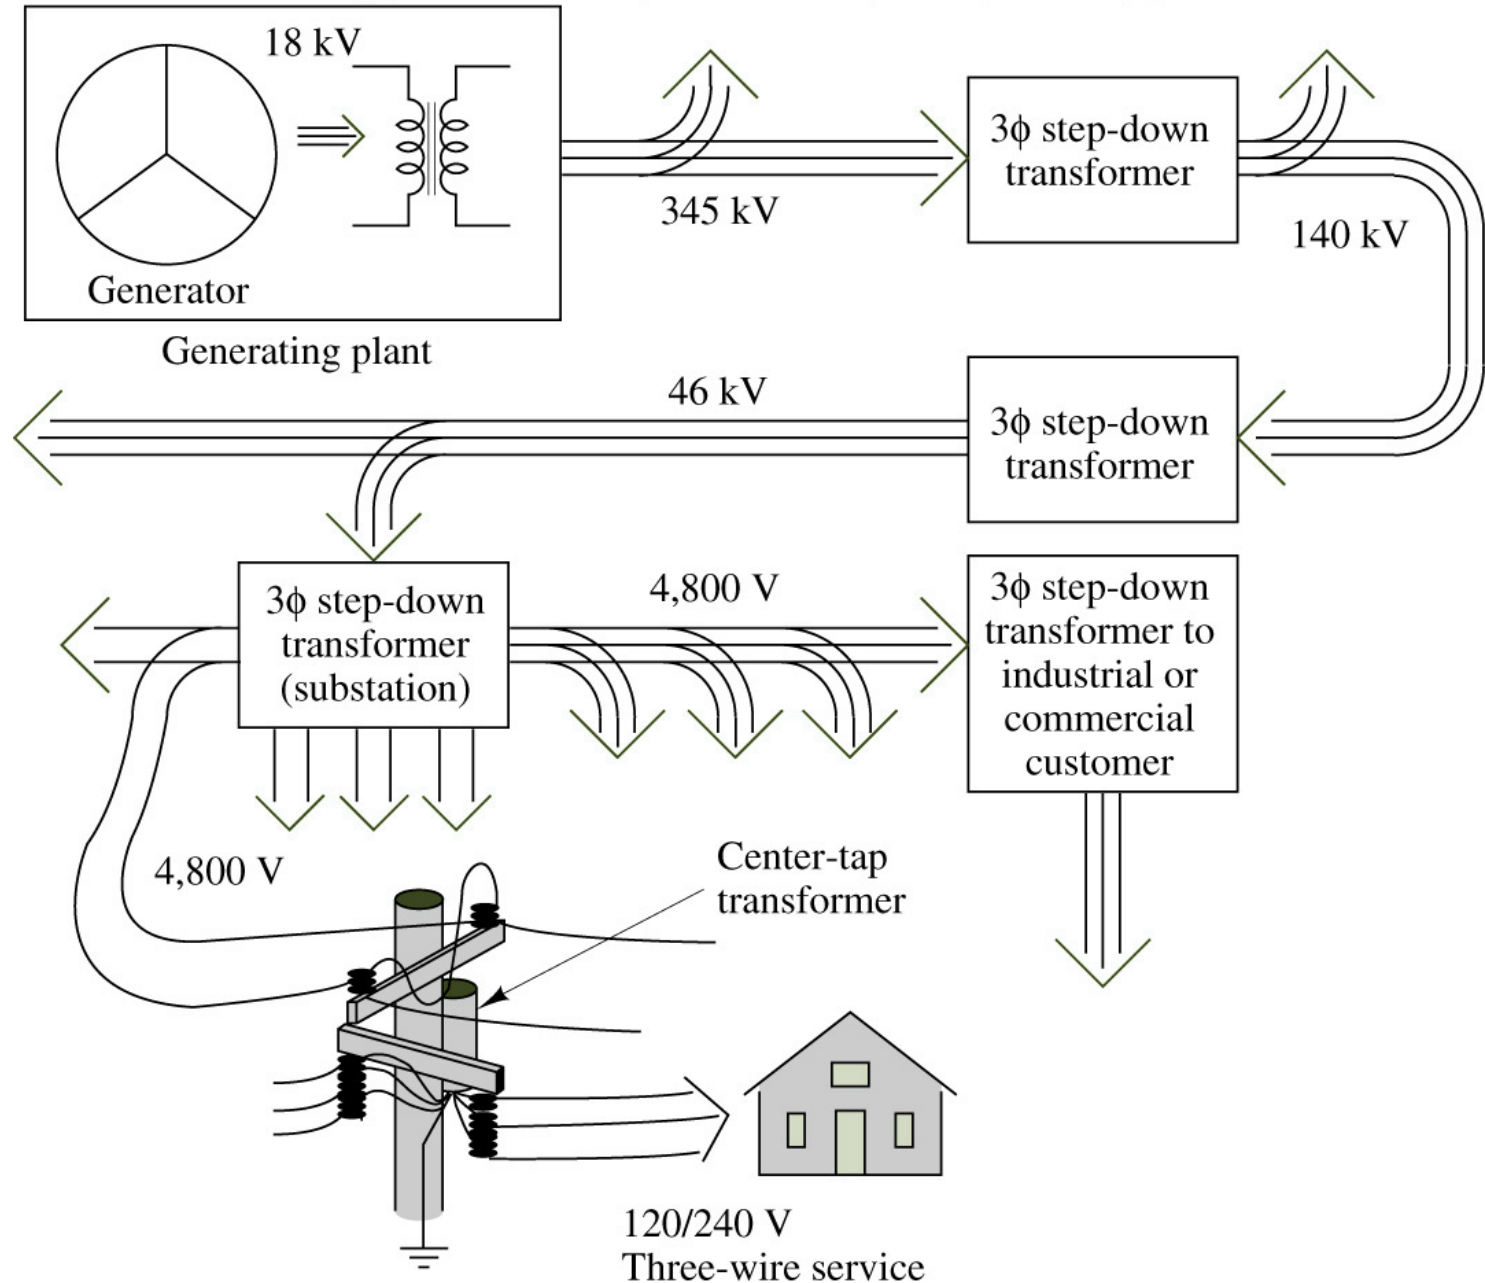 18 kV
Generator
Generating plant
345 kV
3ϕ step-down
transformer
140 kV
46 kV
3ϕ step-down
transformer
3ϕ step-down
transformer
(substation)
4,800 V
3ϕ step-down
transformer to
industrial or
commercial
customer
4,800 V
Center-tap
transformer
120/240 V
Three-wire service